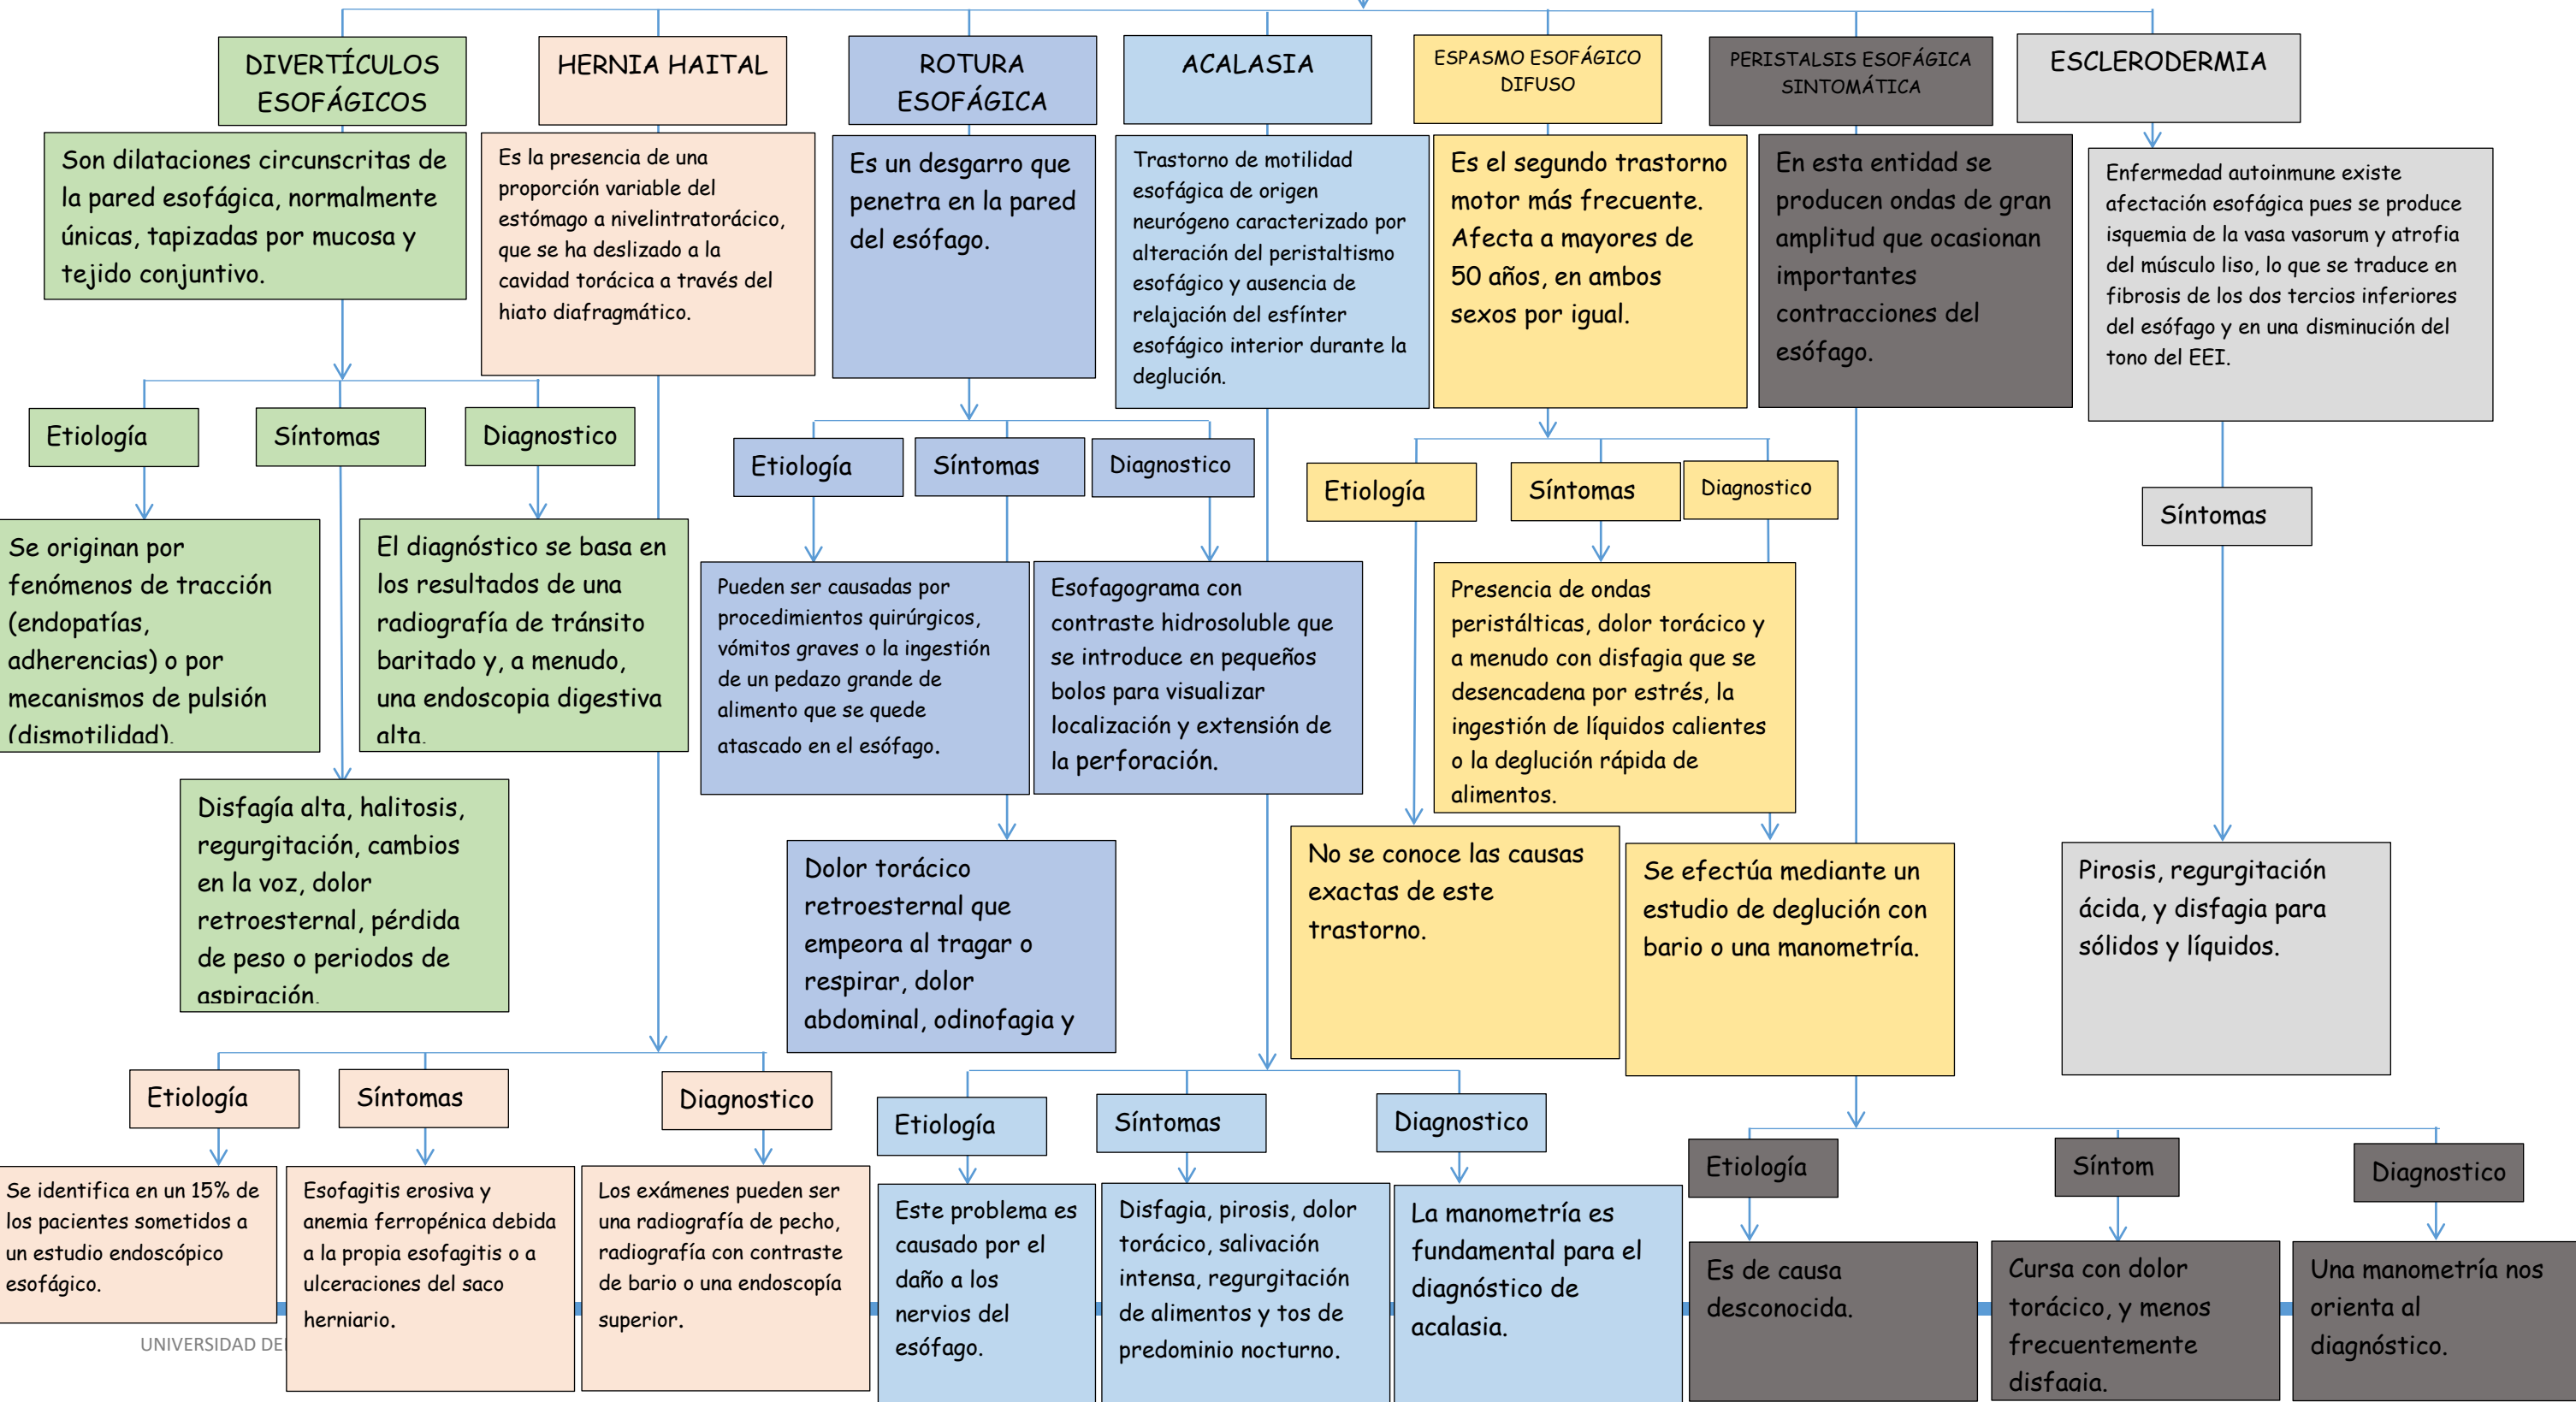 DIVERTÍCULOS
ESOFÁGICOS
HERNIA HAITAL
ROTURA
ESOFÁGICA
ACALASIA
ESPASMO ESOFÁGICO
DIFUSO
PERISTALSIS ESOFÁGICA
SINTOMÁTICA
ESCLERODERMIA
Son dilataciones circunscritas de
la pared esofágica, normalmente
únicas, tapizadas por mucosa y
tejido conjuntivo.
Es la presencia de una
proporción variable del
estómago a nivelintratorácico,
que se ha deslizado a la
cavidad torácica a través del
hiato diafragmático.
Es un desgarro que
penetra en la pared
del esófago.
Trastorno de motilidad
esofágica de origen
neurógeno caracterizado por
alteración del peristaltismo
esofágico y ausencia de
relajación del esfínter
esofágico interior durante la
deglución.
Es el segundo trastorno
motor más frecuente.
Afecta a mayores de
50 años, en ambos
sexos por igual.
En esta entidad se
producen ondas de gran
amplitud que ocasionan
importantes
contracciones del
esófago.
Enfermedad autoinmune existe
afectación esofágica pues se produce
isquemia de la vasa vasorum y atrofia
del músculo liso, lo que se traduce en
fibrosis de los dos tercios inferiores
del esófago y en una disminución del
tono del EEI.
Etiología
Síntomas
Diagnostico
Etiología
Síntomas
Diagnostico
Etiología
Síntomas
Diagnostico
Síntomas
Se originan por
fenómenos de tracción
(endopatías,
adherencias) o por
mecanismos de pulsión
(dismotilidad).
El diagnóstico se basa en
los resultados de una
radiografía de tránsito
baritado y, a menudo,
una endoscopia digestiva
alta.
Pueden ser causadas por
procedimientos quirúrgicos,
vómitos graves o la ingestión
de un pedazo grande de
alimento que se quede
atascado en el esófago.
Esofagograma con
contraste hidrosoluble que
se introduce en pequeños
bolos para visualizar
localización y extensión de
la perforación.
Presencia de ondas
peristálticas, dolor torácico y
a menudo con disfagia que se
desencadena por estrés, la
ingestión de líquidos calientes
o la deglución rápida de
alimentos.
Disfagía alta, halitosis,
regurgitación, cambios
en la voz, dolor
retroesternal, pérdida
de peso o periodos de
aspiración.
Dolor torácico
retroesternal que
empeora al tragar o
respirar, dolor
abdominal, odinofagia y
No se conoce las causas
exactas de este
trastorno.
Se efectúa mediante un
estudio de deglución con
bario o una manometría.
Pirosis, regurgitación
ácida, y disfagia para
sólidos y líquidos.
Etiología
Síntomas
Diagnostico
Etiología
Síntomas
Diagnostico
Etiología
Síntom
Diagnostico
Se identifica en un 15% de
los pacientes sometidos a
un estudio endoscópico
esofágico.
Esofagitis erosiva y
anemia ferropénica debida
a la propia esofagitis o a
ulceraciones del saco
herniario.
Los exámenes pueden ser
una radiografía de pecho,
radiografía con contraste
de bario o una endoscopía
superior.
Este problema es
causado por el
daño a los
nervios del
esófago.
Disfagia, pirosis, dolor
torácico, salivación
intensa, regurgitación
de alimentos y tos de
predominio nocturno.
La manometría es
fundamental para el
diagnóstico de
acalasia.
Es de causa
desconocida.
Cursa con dolor
torácico, y menos
frecuentemente
disfagia.
Una manometría nos
orienta al
diagnóstico.
UNIVERSIDAD DE